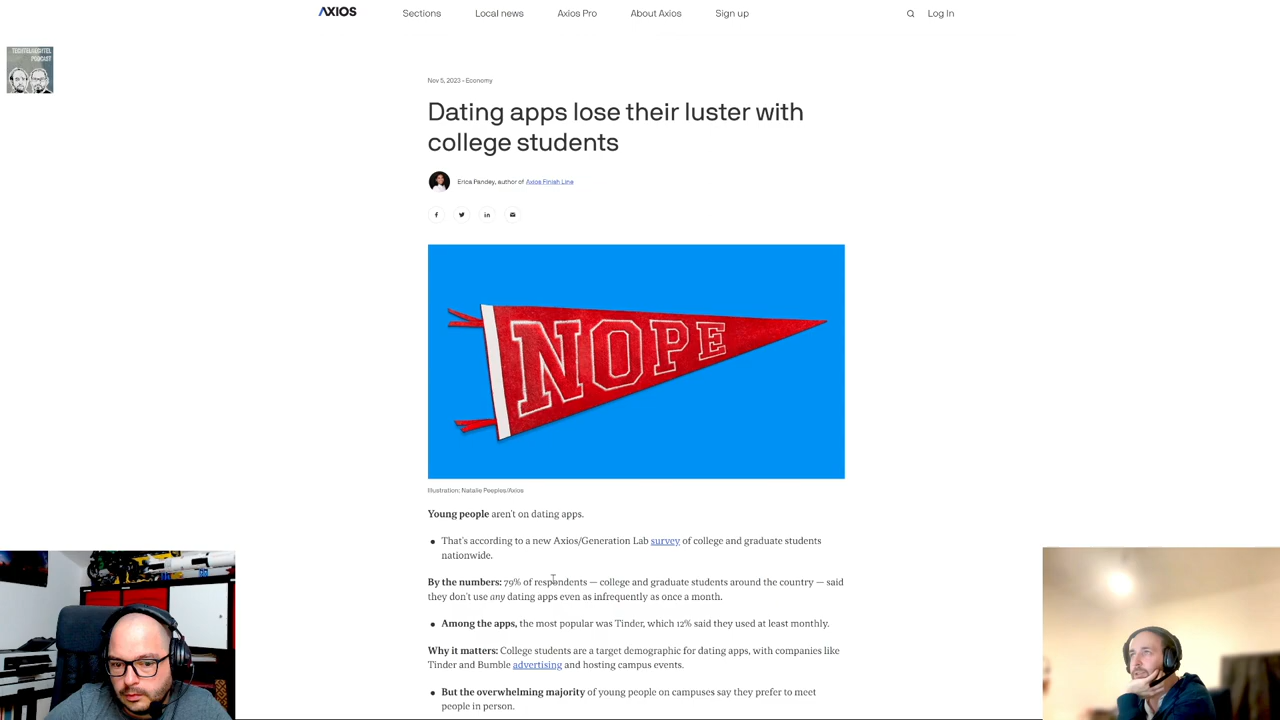 AXIOS
Sections
Local news
Axios Pro
About Axios
Sign up
Log In
PODCAST
Nov 5, 2023 - Economy
Dating apps lose their luster with
college students
Erica Pandey, author of Axios Finish Line
NOPE
Illustration: Natalie Peeples/Axios
Young people aren't on dating apps.
That's according to a new Axios/Generation Lab survey of college and graduate students
nationwide.
By the numbers: 79% of respondents — college and graduate students around the country — said
they don't use any dating apps even as infrequently as once a month.
Among the apps, the most popular was Tinder, which 12% said they used at least monthly.
Why it matters: College students are a target demographic for dating apps, with companies like
Tinder and Bumble advertising and hosting campus events.
But the overwhelming majority of young people on campuses say they prefer to meet
people in person.